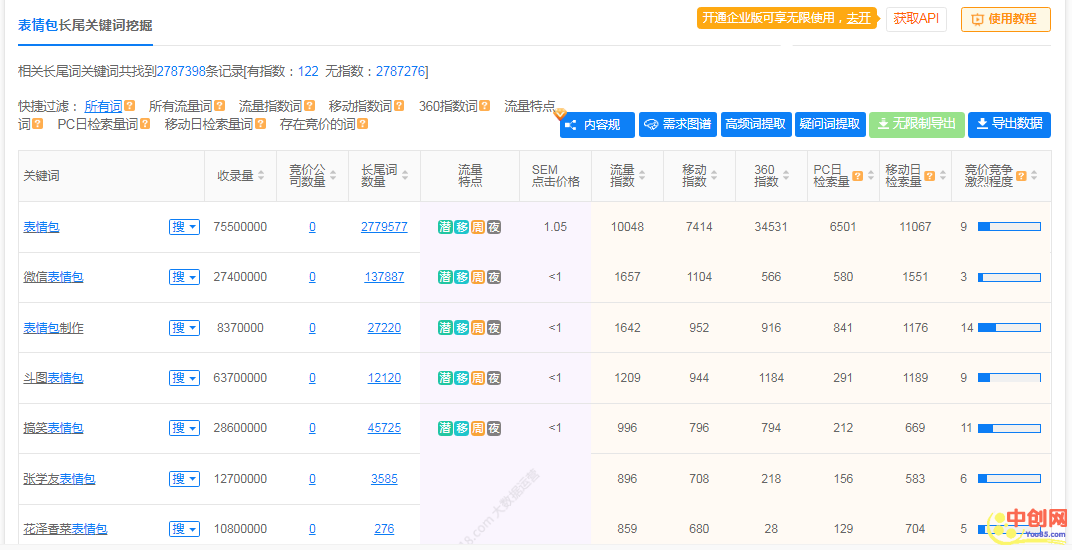 开通企业版可享无限使用，去开
获取API
使用教程
表情包长尾关键词挖掘
相关长尾词关键词共找到2787398条记录[有指数：122 无指数：2787276]
快捷过滤： 所有词? 所有流量词? 流量指数词? 移动指数词? 360指数词? 流量特点
词? PC日检索量词? 移动日检索量词? 存在竞价的词?
内容规 需求图谱 高频词提取 疑问词提取 无限制导出 导出数据
关键词 收录量 竞价公司数量 长尾词数量 流量特点 SEM点击价格 流量指数 移动指数 360指数 PC日检索量? 移动日检索量? 竞价竞争激烈程度?
表情包 搜 75500000 0 2779577 潜移周夜 1.05 10048 7414 34531 6501 11067 9
微信表情包 搜 27400000 0 137887 潜移周夜 <1 1657 1104 566 580 1551 3
表情包制作 搜 8370000 0 27220 潜移周夜 <1 1642 952 916 841 1176 14
斗图表情包 搜 63700000 0 12120 潜移周夜 <1 1209 944 1184 291 1189 9
搞笑表情包 搜 28600000 0 45725 潜移周夜 <1 996 796 794 212 669 11
张学友表情包 搜 12700000 0 3585 896 708 218 156 583 6
花泽香菜表情包 搜 10800000 0 276 859 680 28 129 704 5
8.com 大数据运营
中创网
You85.com